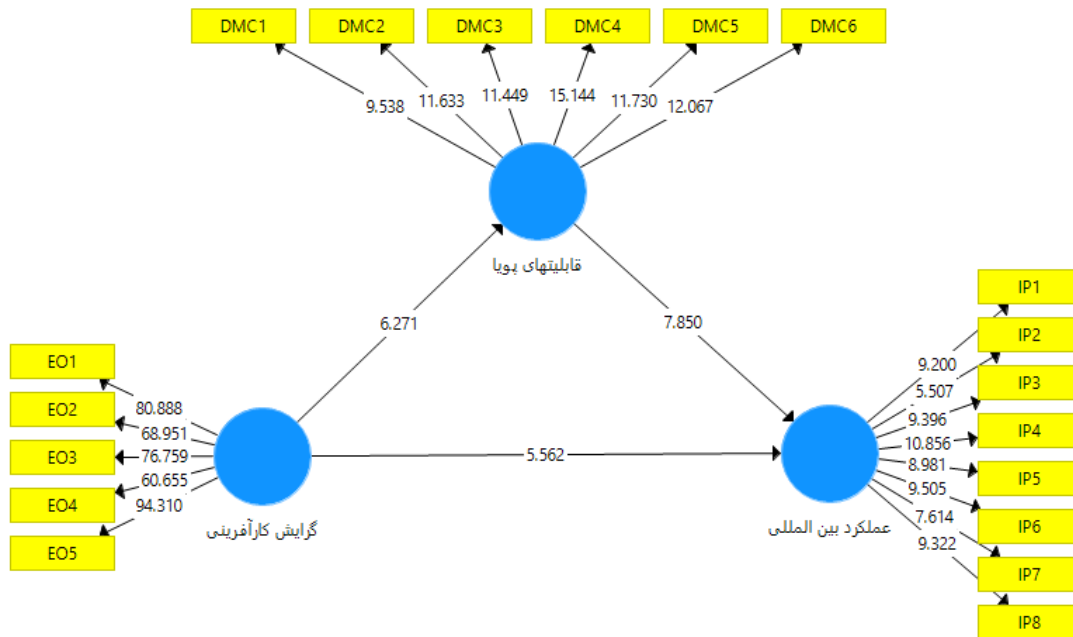 DMC1 DMC2 DMC3 DMC4 DMC5 DMC6
9.538 11.633 11.449 15.144 11.730 12.067
قابلیتهای پویا
6.271
7.850
EO1
EO2
EO3
EO4
EO5
80.888
68.951
76.759
60.655
94.310
گرایش کارآفرینی
5.562
عملکرد بین المللی
9.200
5.507
9.396
10.856
8.981
9.505
7.614
9.322
IP1
IP2
IP3
IP4
IP5
IP6
IP7
IP8